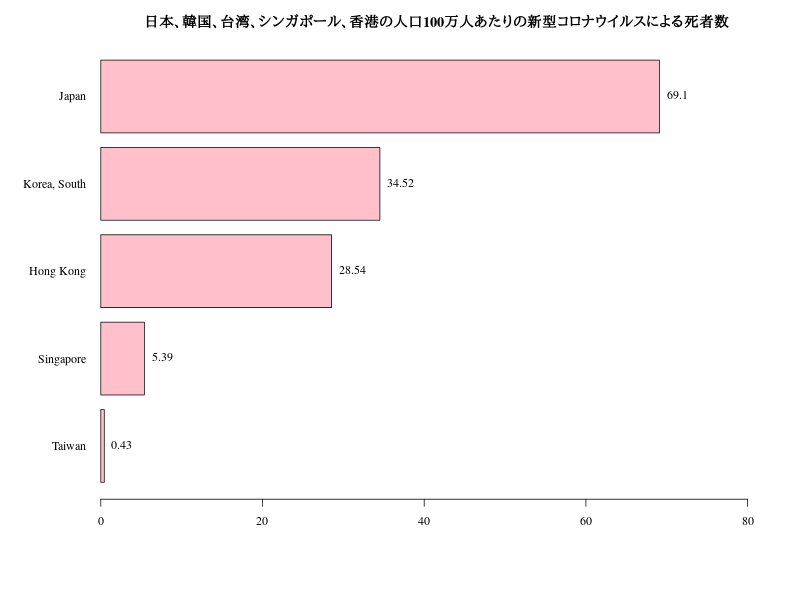 日本、韓国、台湾、シンガポール、香港の人口100万人あたりの新型コロナウイルスによる死者数
Japan 69.1
Korea, South 34.52
Hong Kong 28.54
Singapore 5.39
Taiwan 0.43
0 20 40 60 80